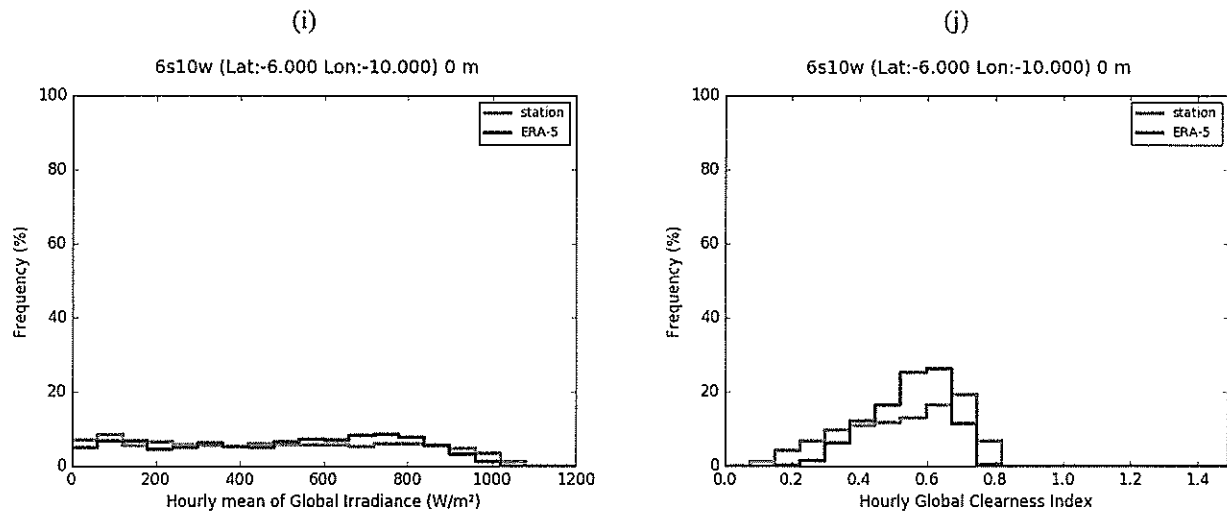 (i)
6s10w (Lat:-6.000 Lon:-10.000) 0 m
100
80
60
40
20
0
Frequency (%)
station
ERA-5
0
200
400
600
800
1000
1200
Hourly mean of Global Irradiance (W/m²)
(j)
6s10w (Lat:-6.000 Lon:-10.000) 0 m
100
80
60
40
20
0
Frequency (%)
station
ERA-5
0.0
0.2
0.4
0.6
0.8
1.0
1.2
1.4
Hourly Global Clearness Index